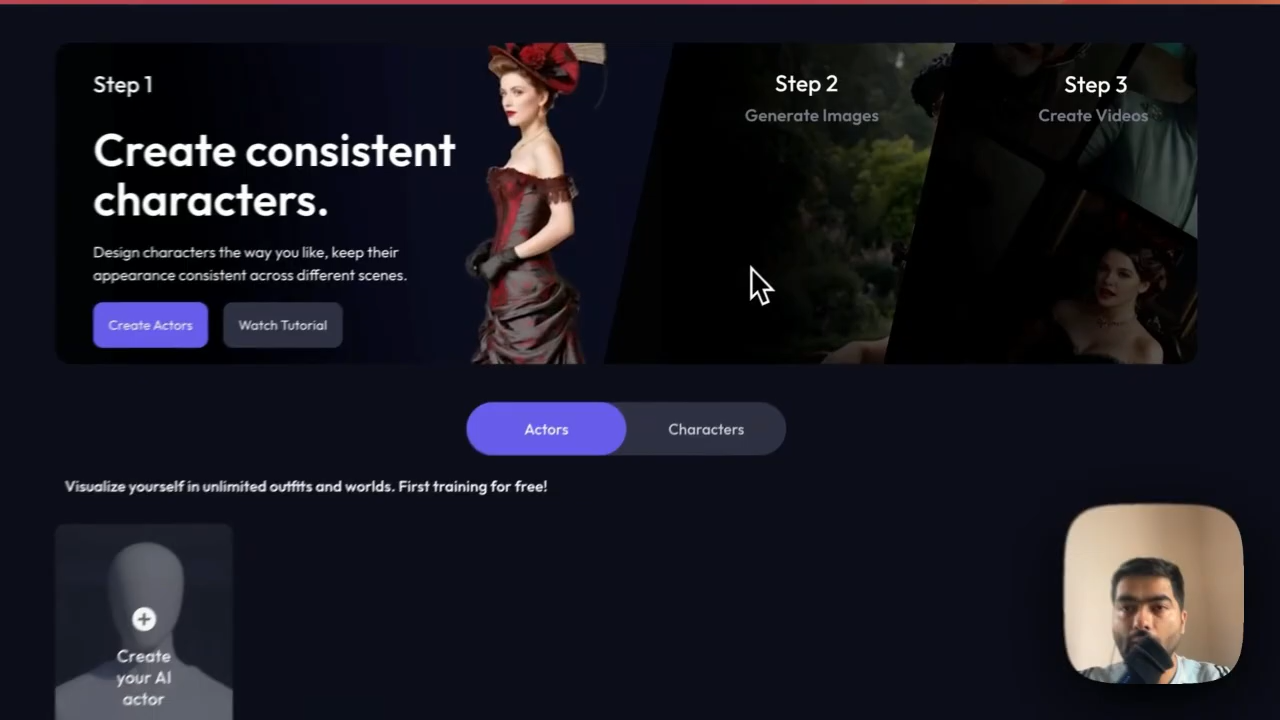 Step 1
Create consistent
characters.
Design characters the way you like, keep their
appearance consistent across different scenes.
Create Actors
Watch Tutorial
Step 2
Generate Images
Step 3
Create Videos
Actors
Characters
Visualize yourself in unlimited outfits and worlds. First training for free!
Create
your AI
actor